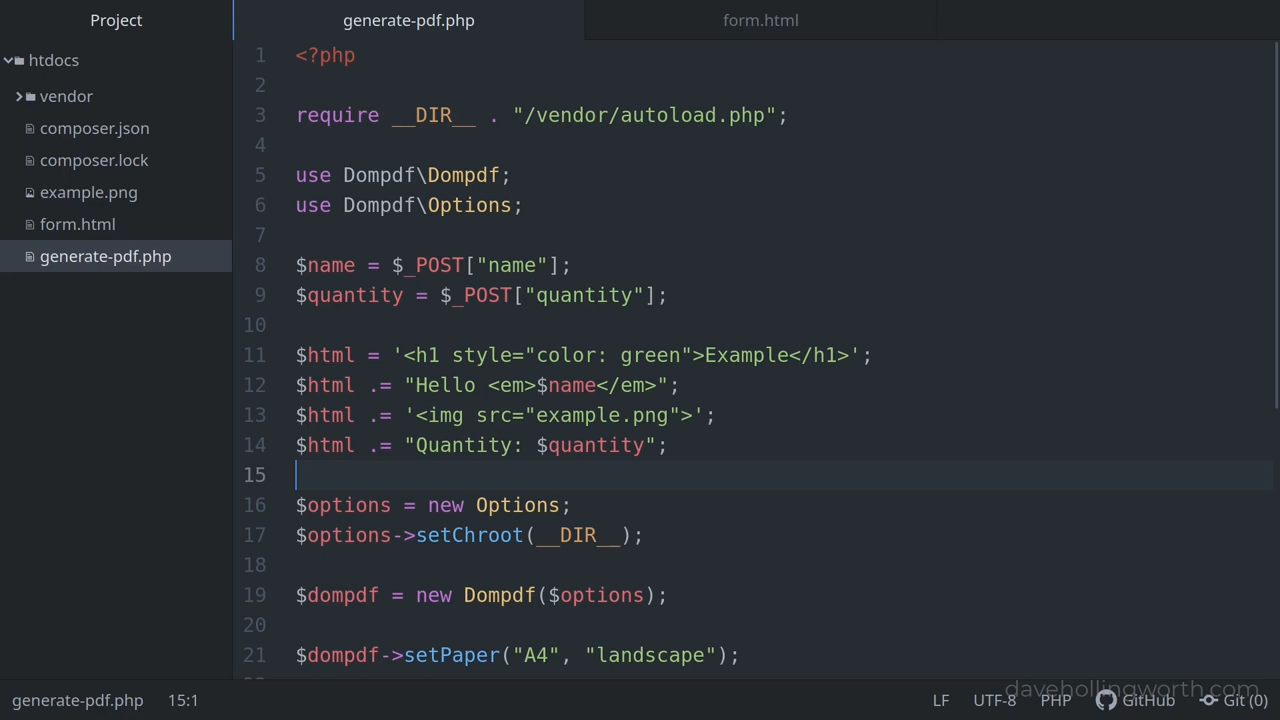 Project
generate-pdf.php
form.html
htdocs
vendor
composer.json
composer.lock
example.png
form.html
generate-pdf.php
1 <?php
2
3 require __DIR__ . "/vendor/autoload.php";
4
5 use Dompdf\Dompdf;
6 use Dompdf\Options;
7
8 $name = $_POST["name"];
9 $quantity = $_POST["quantity"];
10
11 $html = '<h1 style="color: green">Example</h1>';
12 $html .= "Hello <em>$name</em>";
13 $html .= '<img src="example.png">';
14 $html .= "Quantity: $quantity";
15
16 $options = new Options;
17 $options->setChroot(__DIR__);
18
19 $dompdf = new Dompdf($options);
20
21 $dompdf->setPaper("A4", "landscape");
davehollingworth.com
generate-pdf.php 15:1 LF UTF-8 PHP GitHub Git (0)